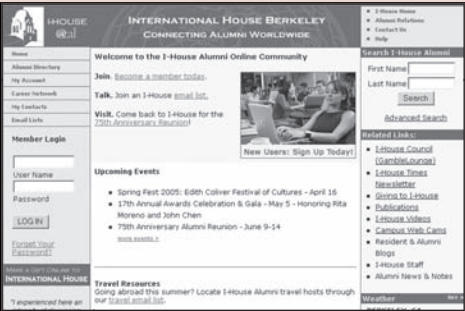 I-HOUSE
@cal
INTERNATIONAL HOUSE BERKELEY
CONNECTING ALUMNI WORLDWIDE
I-House Home
Alumni Relations
Contact Us
Help
Home
Alumni Directory
My Account
Career Network
My Contacts
Email Lists
Member Login
User Name
Password
LOG IN
Forget Your
Password?
MAKE A GIFT ONLINE TO
INTERNATIONAL HOUSE
"I experienced here an
Welcome to the I-House Alumni Online Community
Join. Become a member today.
Talk. Join an I-House email list.
Visit. Come back to I-House for the
75th Anniversary Reunion!
New Users: Sign Up Today!
Upcoming Events
Spring Fest 2005: Edith Coliver Festival of Cultures - April 16
17th Annual Awards Celebration & Gala - May 5 - Honoring Rita
Moreno and John Chen
75th Anniversary Alumni Reunion - June 9-14
more events >
Travel Resources
Going abroad this summer? Locate I-House Alumni travel hosts through
our travel email list.
Search I-House Alumni
First Name
Last Name
Search
Advanced Search
Related Links:
I-House Council
(GambleLounge)
I-House Times
Newsletter
Giving to I-House
Publications
I-House Videos
Campus Web Cams
Resident & Alumni
Blogs
I-House Staff
Alumni News & Notes
Weather